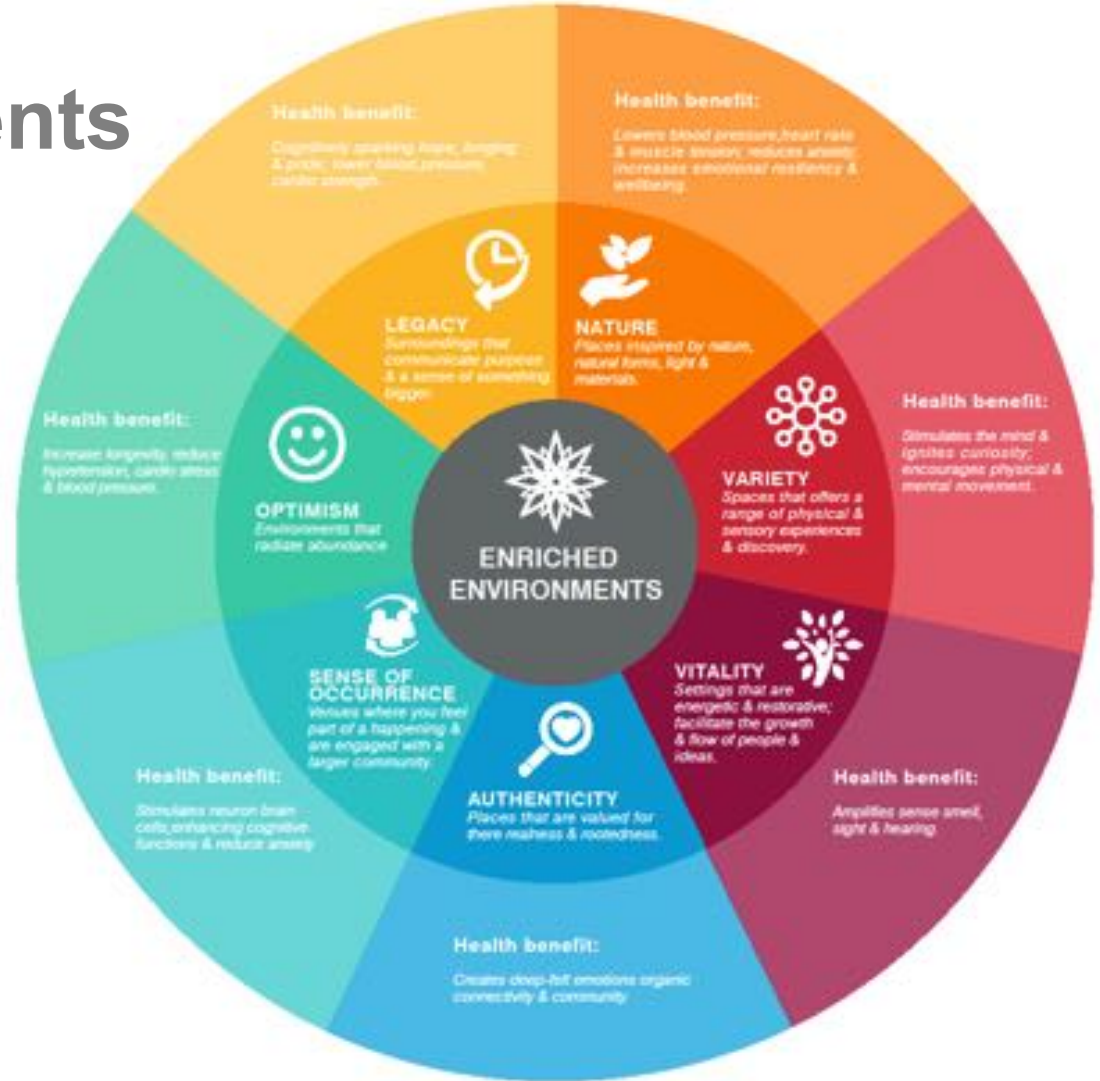 ents
Health benefit:
Lowers blood pressure,heart rate
& muscle tension; reduces anxiety;
increases emotional resiliency &
wellbeing.
NATURE
Places inspired by nature,
natural forms, light &
materials.
Health benefit:
Stimulates the mind &
ignites curiosity;
encourages physical &
mental movement.
VARIETY
Spaces that offers a
range of physical &
sensory experiences
& discovery.
Health benefit:
Amplifies sense smell,
sight & hearing.
VITALITY
Settings that are
energetic & restorative;
facilitate the growth
& flow of people &
ideas.
Health benefit:
Creates deep-felt emotions organic
connectivity & community.
AUTHENTICITY
Places that are valued for
there realness & rootedness.
Health benefit:
Stimulates neuron brain
cells,enhancing cognitive
functions & reduce anxiety
SENSE OF
OCCURRENCE
Venues where you feel
part of a happening &
are engaged with a
larger community.
Health benefit:
Increase longevity, reduce
hypertension, cardio stress
& blood pressure.
OPTIMISM
Environments that
radiate abundance
Health benefit:
Cognitively sparking hope, longing
& pride; lower blood pressure,
cardio strength.
LEGACY
Surroundings that
communicate purpose
& a sense of something
bigger.
ENRICHED
ENVIRONMENTS